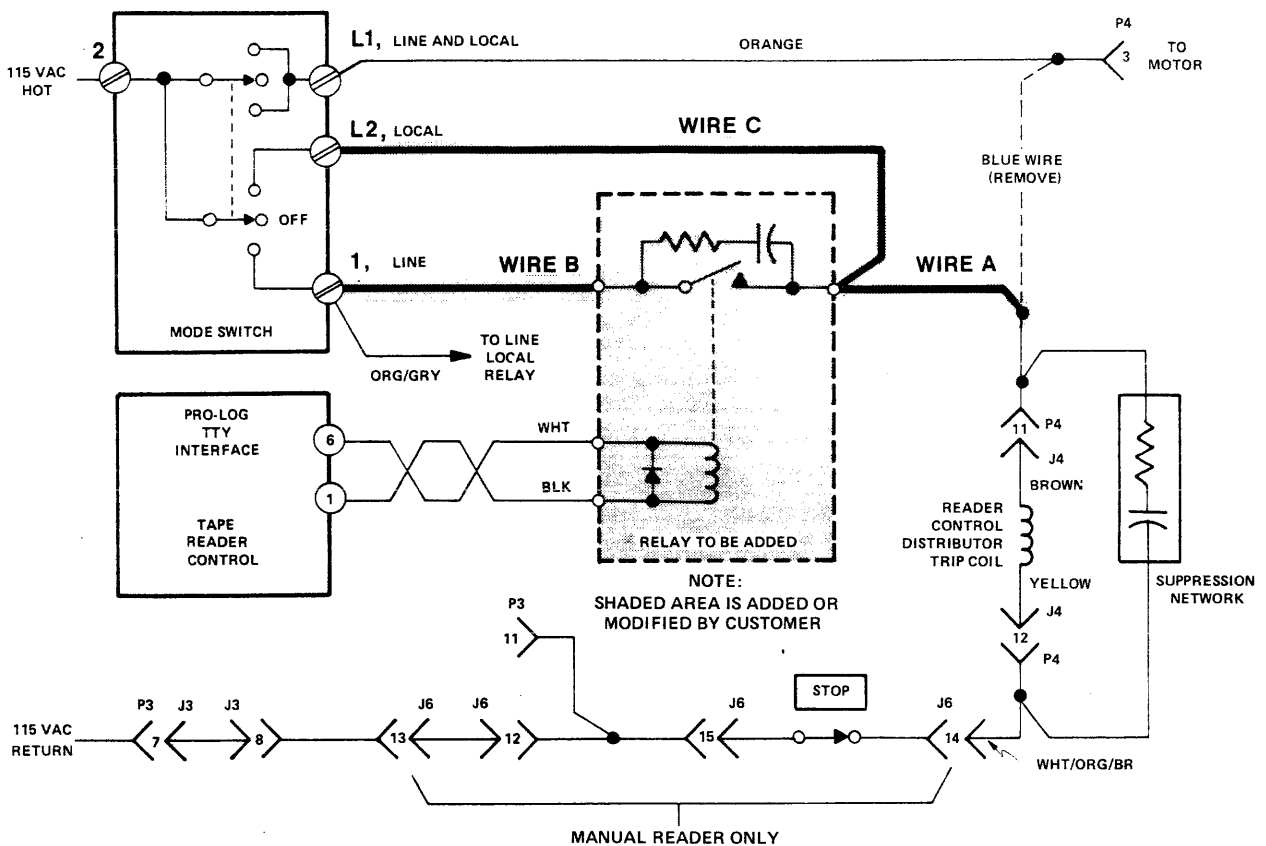 P4
2
L1, LINE AND LOCAL
ORANGE
115 VAC
HOT
3
TO
MOTOR
L2, LOCAL
WIRE C
BLUE WIRE
(REMOVE)
OFF
1, LINE
WIRE B
WIRE A
MODE SWITCH
TO LINE
LOCAL
RELAY
ORG/GRY
PRO-LOG
TTY
INTERFACE
6
WHT
11
P4
J4
BROWN
1
BLK
TAPE
READER
CONTROL
RELAY TO BE ADDED
READER
CONTROL
DISTRIBUTOR
TRIP COIL
YELLOW
SUPPRESSION
NETWORK
NOTE:
SHADED AREA IS ADDED OR
MODIFIED BY CUSTOMER
J4
12
P4
P3
11
STOP
115 VAC
RETURN
P3
J3
J3
J6
J6
J6
J6
7
8
13
12
15
14
WHT/ORG/BR
MANUAL READER ONLY